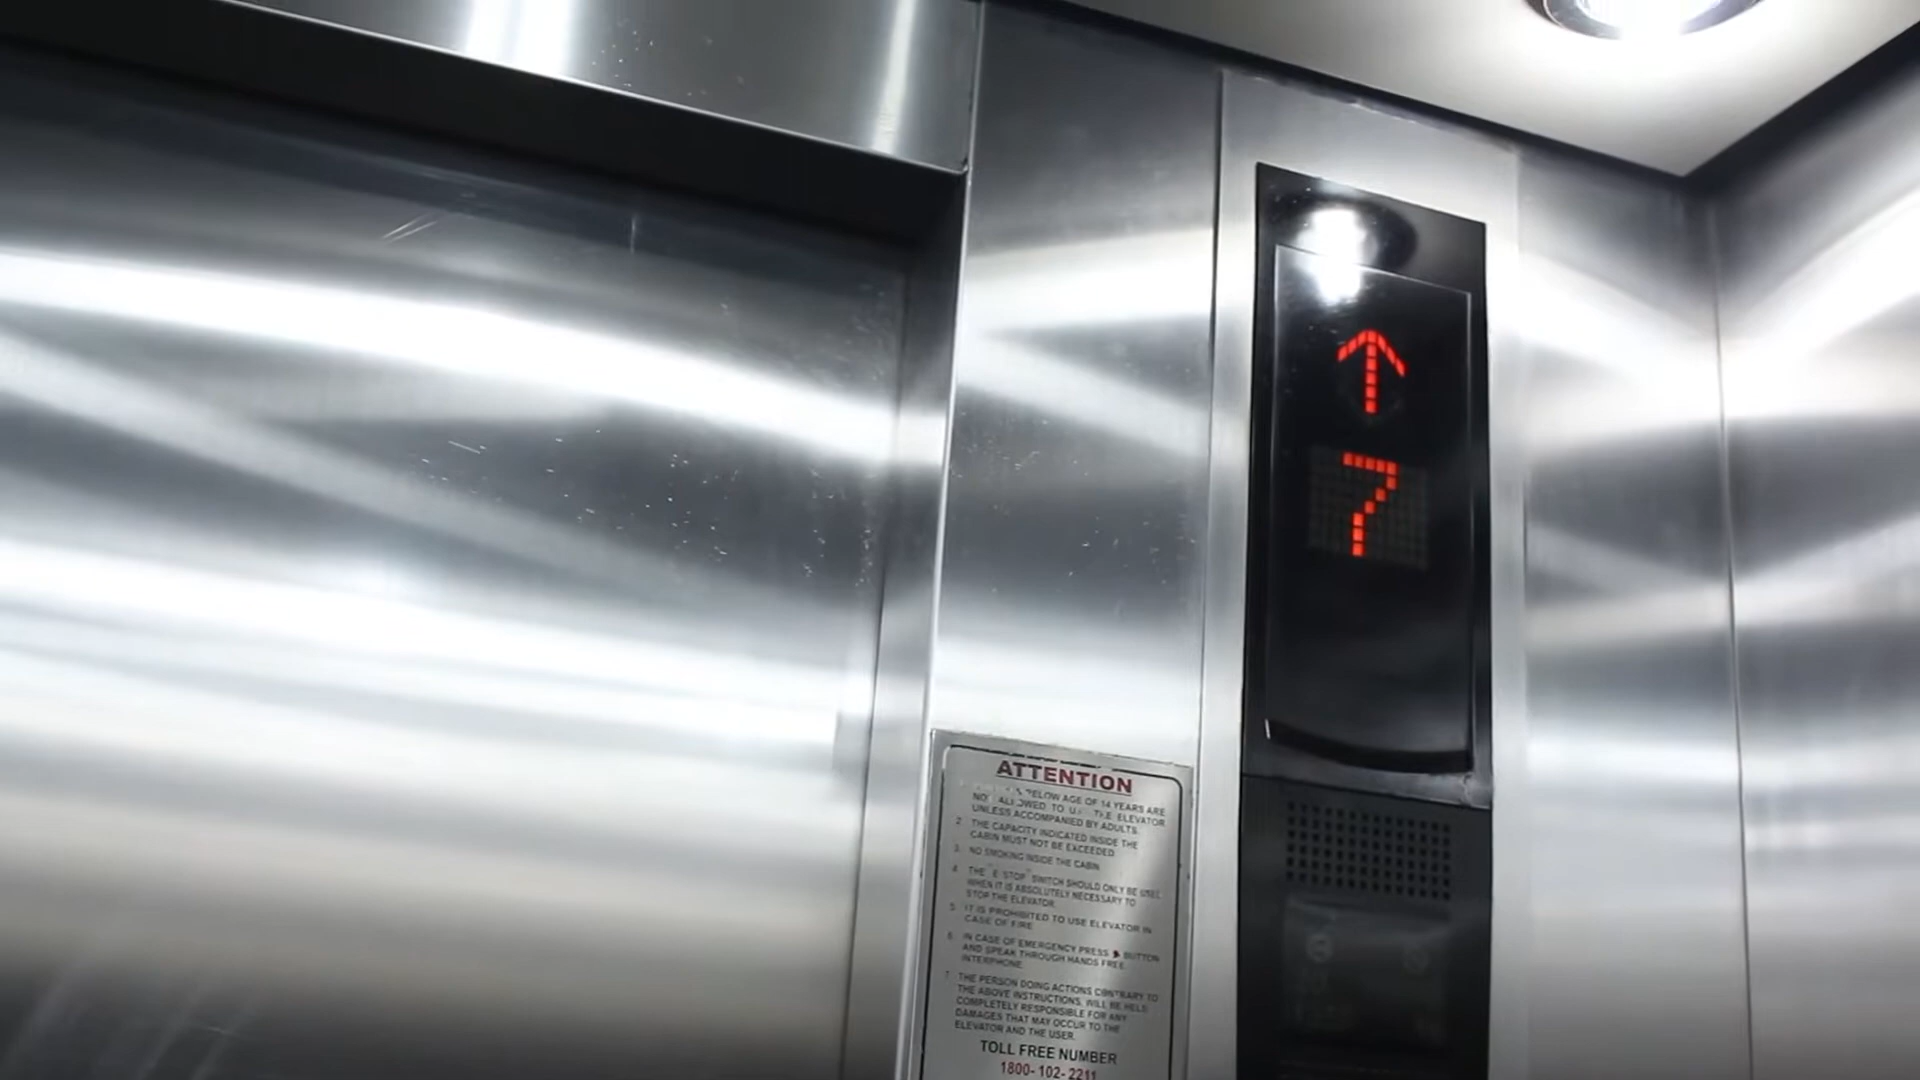 ↑
7
ATTENTION
BELOW AGE OF 14 YEARS ARE
NOT ALLOWED TO THE ELEVATOR
UNLESS ACCOMPANIED BY ADULTS.
2. THE CAPACITY INDICATED INSIDE THE
CABIN MUST NOT BE EXCEEDED.
3. NO SMOKING INSIDE THE CABIN
4. THE E STOP SWITCH SHOULD ONLY BE USED
WHEN IT IS ABSOLUTELY NECESSARY TO
STOP THE ELEVATOR.
5. IT IS PROHIBITED TO USE ELEVATOR IN
CASE OF FIRE
6. IN CASE OF EMERGENCY PRESS BUTTON
AND SPEAK THROUGH HANDS FREE
INTERPHONE.
7. THE PERSON DOING ACTIONS CONTRARY TO
THE ABOVE INSTRUCTIONS, WILL BE HELD
COMPLETELY RESPONSIBLE FOR ANY
DAMAGES THAT MAY OCCUR TO THE
ELEVATOR AND THE USER.
TOLL FREE NUMBER
1800-102-2211